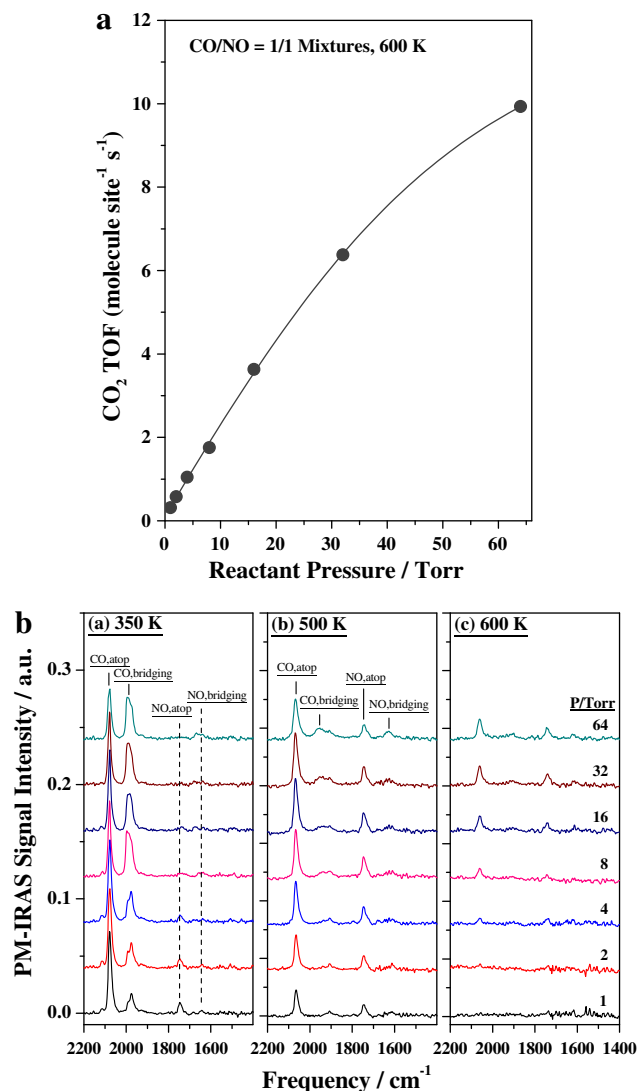 a
CO/NO = 1/1 Mixtures, 600 K
CO₂ TOF (molecule site⁻¹ s⁻¹)
12
10
8
6
4
2
0
0 10 20 30 40 50 60
Reactant Pressure / Torr
b
(a) 350 K (b) 500 K (c) 600 K
PM-IRAS Signal Intensity / a.u.
0.3
0.2
0.1
0.0
CO,atop
CO,bridging
NO,atop
NO,bridging
CO,atop
CO,bridging
NO,atop
NO,bridging
P/Torr
64
32
16
8
4
2
1
2200 2000 1800 1600 2200 2000 1800 1600 2200 2000 1800 1600 1400
Frequency / cm⁻¹